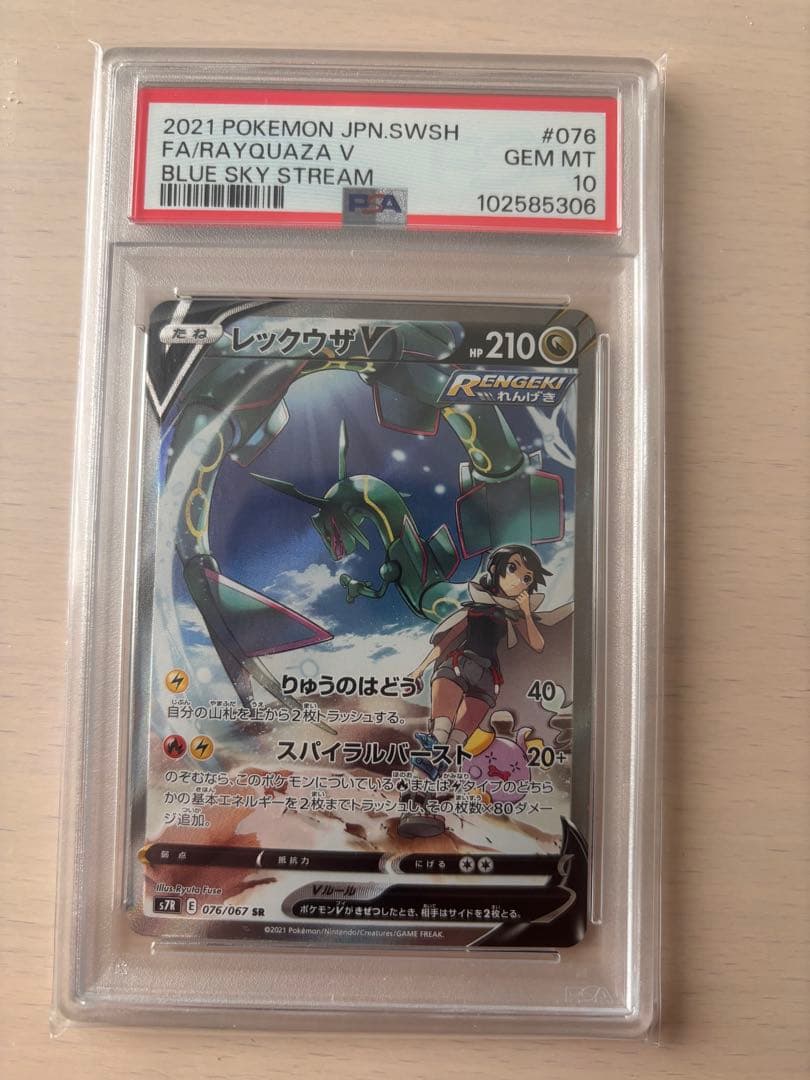 2021 POKEMON JPN.SWSH #076
FA/RAYQUAZA V GEM MT
BLUE SKY STREAM 10
PSA 102585306
たね レックウザV HP 210
RENGEKI
れんげき
りゅうのはどう 40
自分の山札を上から2枚トラッシュする。
スパイラルバースト 20+
のぞむなら、このポケモンについている炎または雷タイプのどちら
かの基本エネルギーを2枚までトラッシュし、その枚数×80ダメー
ジ追加。
弱点 抵抗力 にげる
Illus. Ryuta Fuse
Vルール
s7R E 076/067 SR ポケモンVがきぜつしたとき、相手はサイドを2枚とる。
©2021 Pokémon/Nintendo/Creatures/GAME FREAK.
PSA